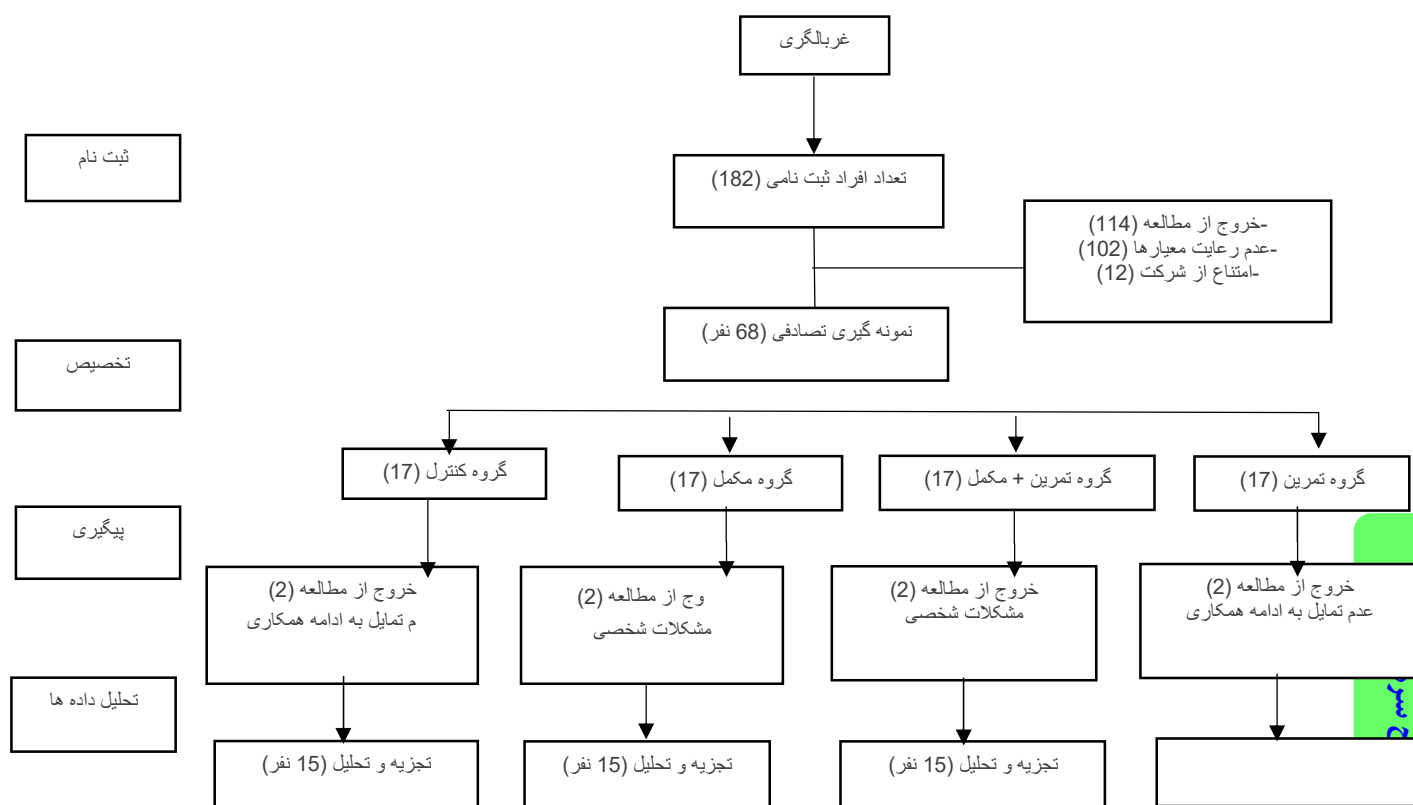 غربالگری
ثبت نام
تعداد افراد ثبت نامی (182)
-خروج از مطالعه (114)
-عدم رعایت معیارها (102)
-امتناع از شرکت (12)
تخصیص
نمونه گیری تصادفی (68 نفر)
گروه تمرین (17)
گروه تمرین + مکمل (17)
گروه مکمل (17)
گروه کنترل (17)
پیگیری
خروج از مطالعه (2)
عدم تمایل به ادامه همکاری
خروج از مطالعه (2)
مشکلات شخصی
وج از مطالعه (2)
مشکلات شخصی
خروج از مطالعه (2)
م تمایل به ادامه همکاری
تحلیل داده ها
تجزیه و تحلیل (15 نفر)
تجزیه و تحلیل (15 نفر)
تجزیه و تحلیل (15 نفر)